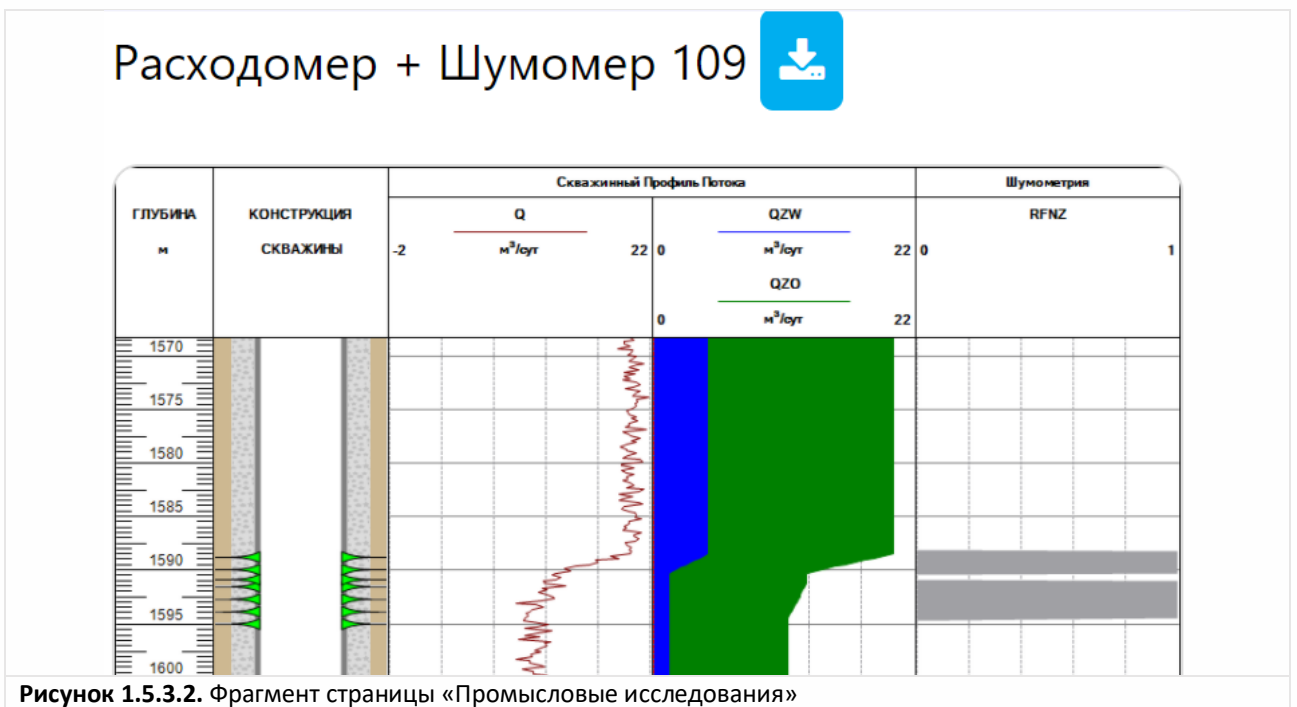 Расходомер + Шумомер 109
Скважинный Профиль Потока
Шумометрия
ГЛУБИНА
м
КОНСТРУКЦИЯ
СКВАЖИНЫ
Q
-2 м³/сут 22
QZW
0 м³/сут 22
QZO
0 м³/сут 22
RFNZ
0 1
1570
1575
1580
1585
1590
1595
1600
Рисунок 1.5.3.2. Фрагмент страницы «Промысловые исследования»